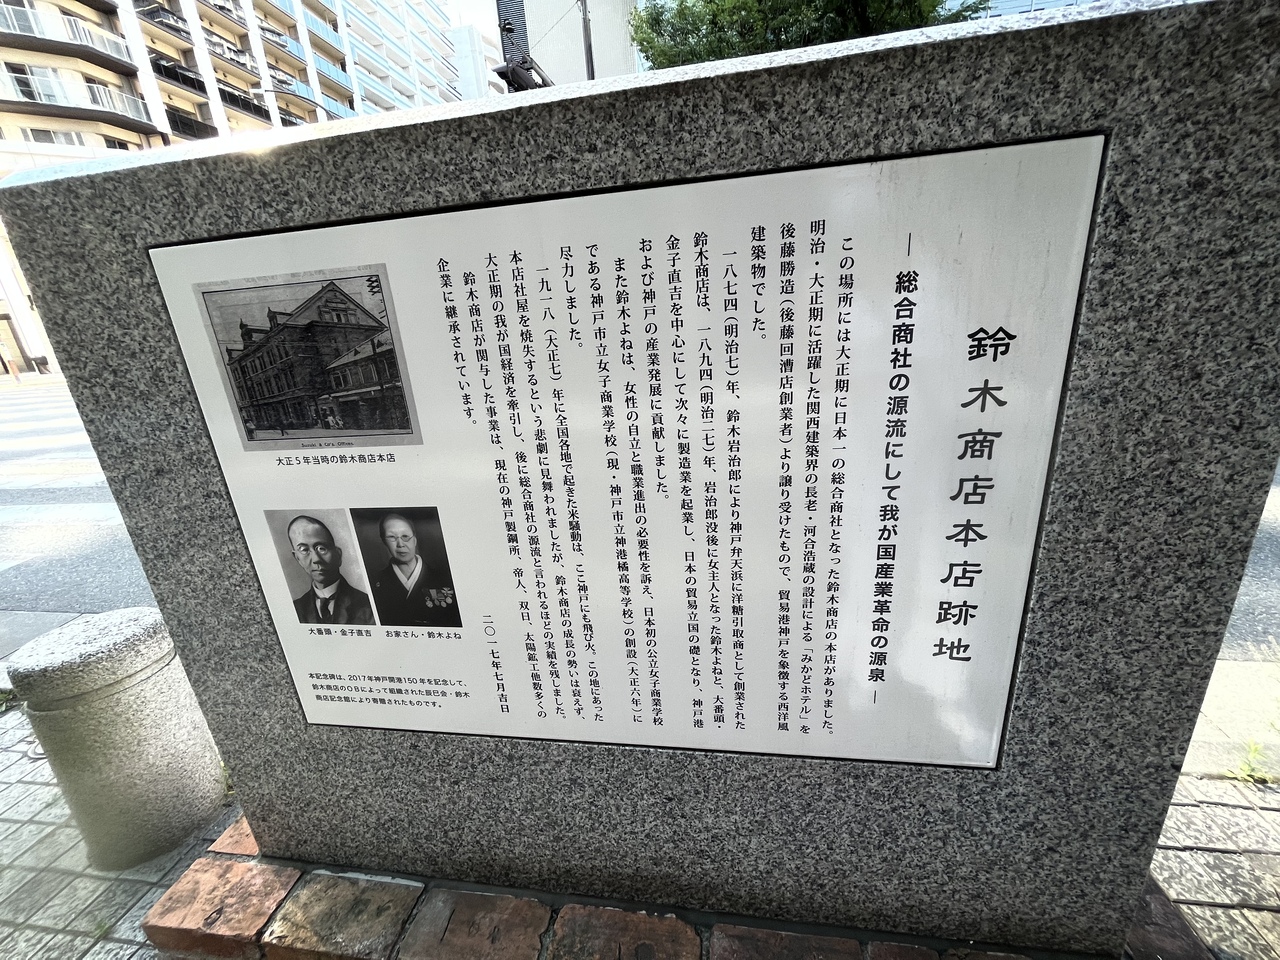 鈴木商店本店跡地
― 総合商社の源流にして我が国産業革命の源泉 ―
この場所には大正期に日本一の総合商社となった鈴木商店の本店がありました。
明治・大正期に活躍した関西建築界の長老・河合浩蔵の設計による「みかどホテル」を
後藤勝造（後藤回漕店創業者）より譲り受けたもので、貿易港神戸を象徴する西洋風
建築物でした。
一八七四（明治七）年、鈴木岩治郎により神戸弁天浜に洋糖引取商として創業された
鈴木商店は、一八九四（明治二七）年、岩治郎没後に女主人となった鈴木よねと、大番頭・
金子直吉を中心にして次々に製造業を起業し、日本の貿易立国の礎となり、神戸港
および神戸の産業発展に貢献しました。
また鈴木よねは、女性の自立と職業進出の必要性を訴え、日本初の公立女子商業学校
である神戸市立女子商業学校（現・神戸市立神港橘高等学校）の創設（大正六年）に
尽力しました。
一九一八（大正七）年に全国各地で起きた米騒動は、ここ神戸にも飛び火。この地にあった
本店社屋を焼失するという悲劇に見舞われましたが、鈴木商店の成長の勢いは衰えず、
大正期の我が国経済を牽引し、後に総合商社の源流と言われるほどの実績を残しました。
鈴木商店が関与した事業は、現在の神戸製鋼所、帝人、双日、太陽鉱工他数多くの
企業に継承されています。
二〇一七年七月吉日
Suzuki & Co's. Offices.
大正5年当時の鈴木商店本店
大番頭・金子直吉
お家さん・鈴木よね
本記念碑は、2017年神戸開港150年を記念して、
鈴木商店のOBによって組織された辰巳会・鈴木
商店記念館により寄贈されたものです。